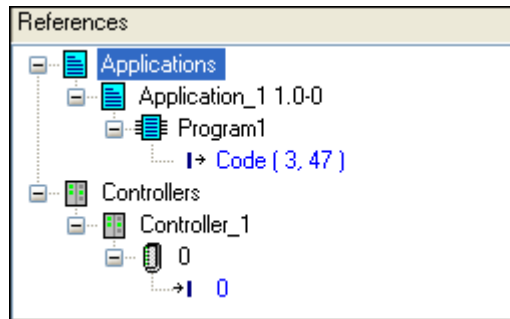 References
Applications
Application_1 1.0-0
Program1
Code ( 3, 47 )
Controllers
Controller_1
0
0